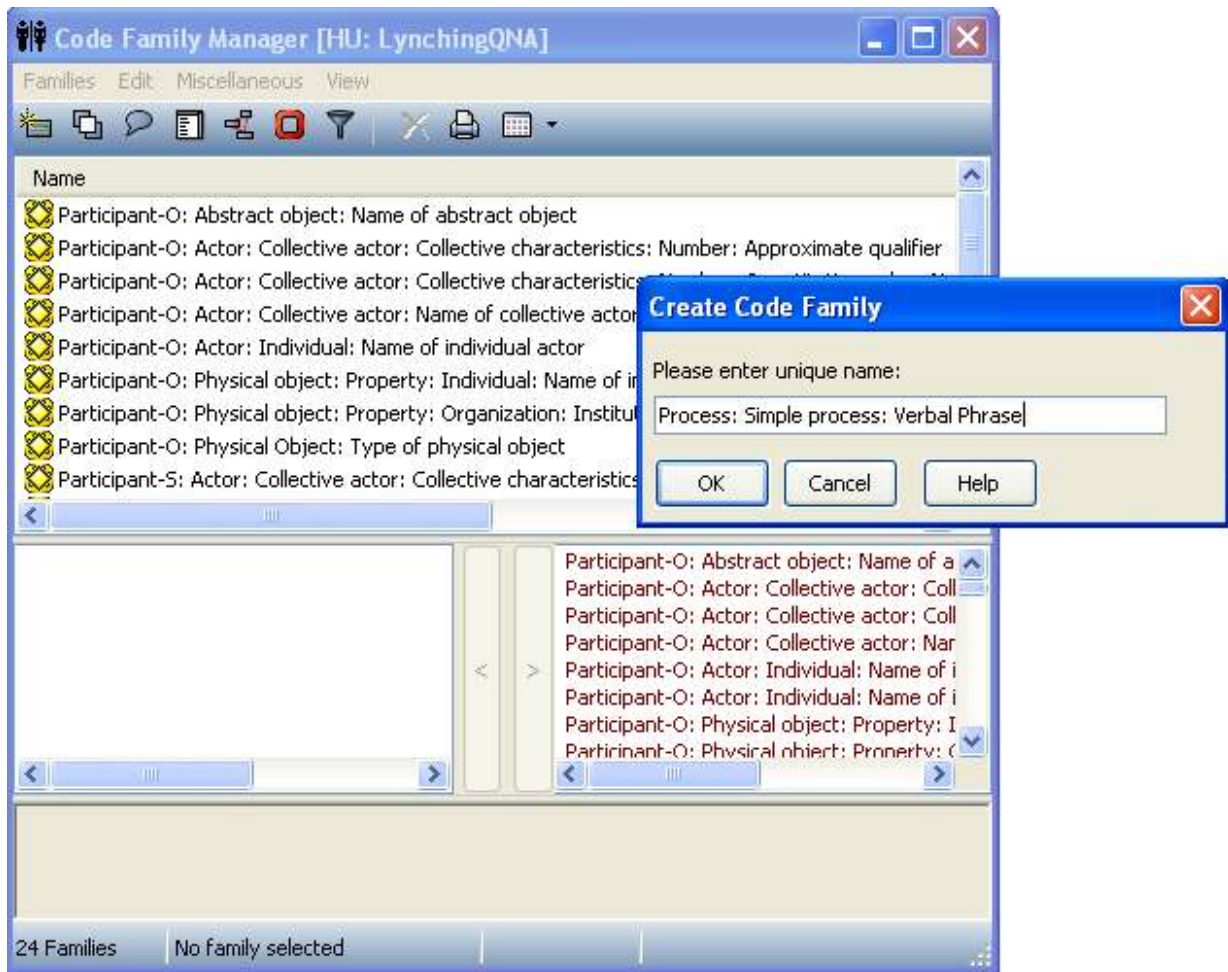 Code Family Manager [HU: LynchingQNA]
Families Edit Miscellaneous View
Name
Participant-O: Abstract object: Name of abstract object
Participant-O: Actor: Collective actor: Collective characteristics: Number: Approximate qualifier
Participant-O: Actor: Collective actor: Collective characteristics
Participant-O: Actor: Collective actor: Name of collective actor
Participant-O: Actor: Individual: Name of individual actor
Participant-O: Physical object: Property: Individual: Name of i
Participant-O: Physical object: Property: Organization: Institu
Participant-O: Physical Object: Type of physical object
Participant-S: Actor: Collective actor: Collective characteristics
Create Code Family
Please enter unique name:
Process: Simple process: Verbal Phrase
OK Cancel Help
< >
Participant-O: Abstract object: Name of a
Participant-O: Actor: Collective actor: Coll
Participant-O: Actor: Collective actor: Coll
Participant-O: Actor: Collective actor: Nar
Participant-O: Actor: Individual: Name of i
Participant-O: Actor: Individual: Name of i
Participant-O: Physical object: Property: I
Participant-O: Physical object: Property: (
24 Families No family selected